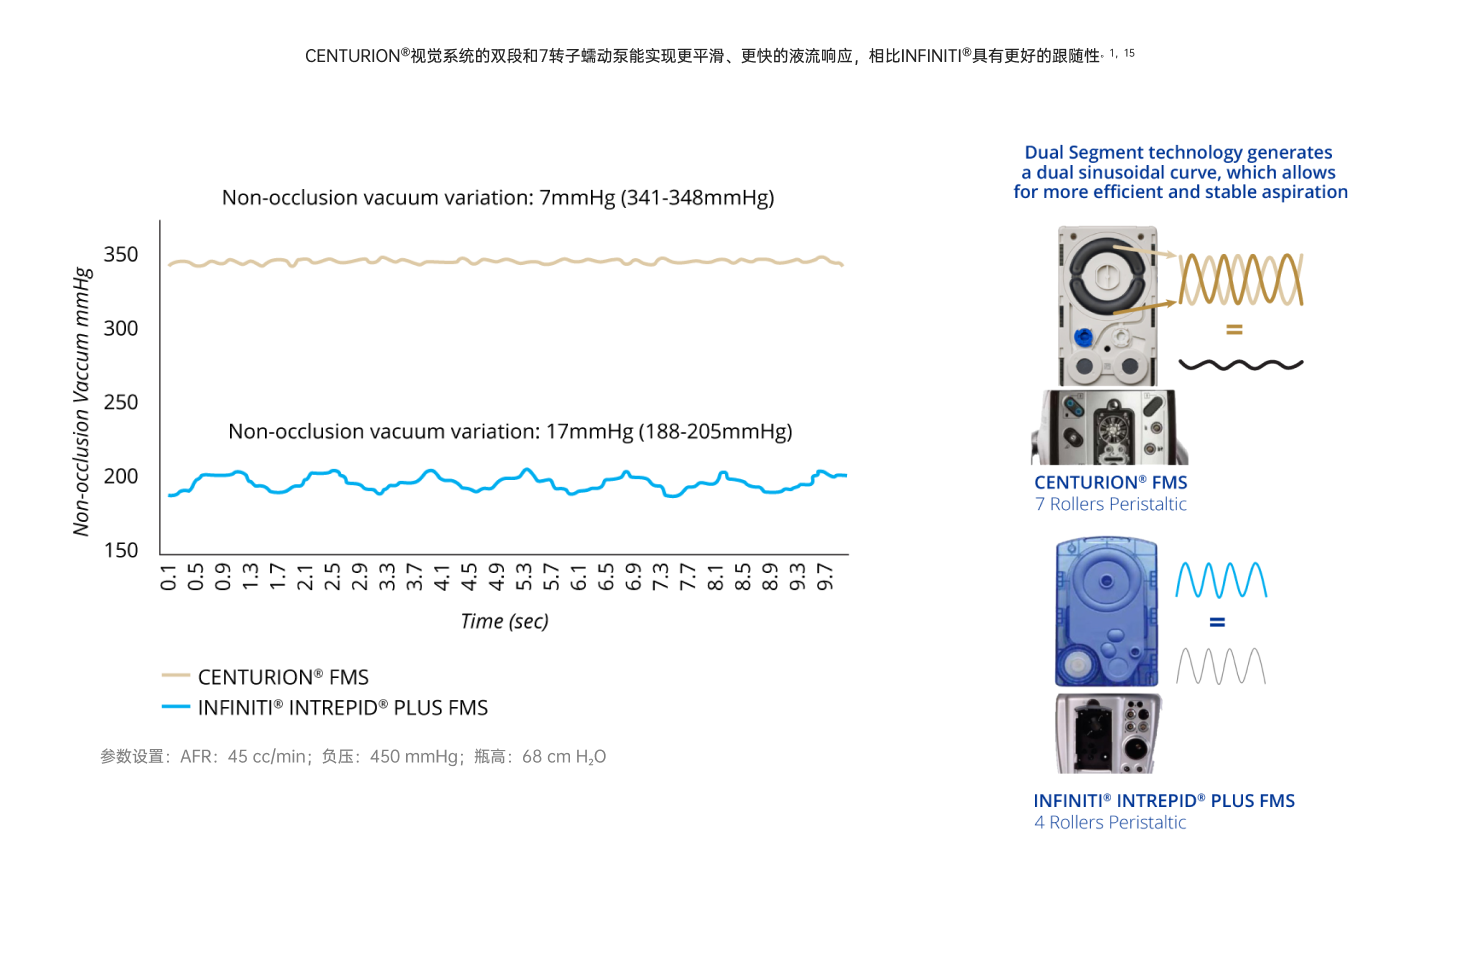 CENTURION®视觉系统的双段和7转子蠕动泵能实现更平滑、更快的液流响应，相比INFINITI®具有更好的跟随性。1，15
Non-occlusion vacuum variation: 7mmHg (341-348mmHg)
Non-occlusion Vaccum mmHg
350
300
250
200
150
Non-occlusion vacuum variation: 17mmHg (188-205mmHg)
0.1 0.5 0.9 1.3 1.7 2.1 2.5 2.9 3.3 3.7 4.1 4.5 4.9 5.3 5.7 6.1 6.5 6.9 7.3 7.7 8.1 8.5 8.9 9.3 9.7
Time (sec)
CENTURION® FMS
INFINITI® INTREPID® PLUS FMS
参数设置：AFR：45 cc/min；负压：450 mmHg；瓶高：68 cm H₂O
Dual Segment technology generates
a dual sinusoidal curve, which allows
for more efficient and stable aspiration
=
CENTURION® FMS
7 Rollers Peristaltic
=
INFINITI® INTREPID® PLUS FMS
4 Rollers Peristaltic